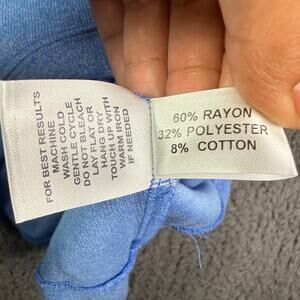 FOR BEST RESULTS
MACHINE
WASH COLD
GENTLE CYCLE
DO NOT BLEACH
LAY FLAT OR
HANG DRY
TOUCH UP WITH
WARM IRON
IF NEEDED
60% RAYON
32% POLYESTER
8% COTTON